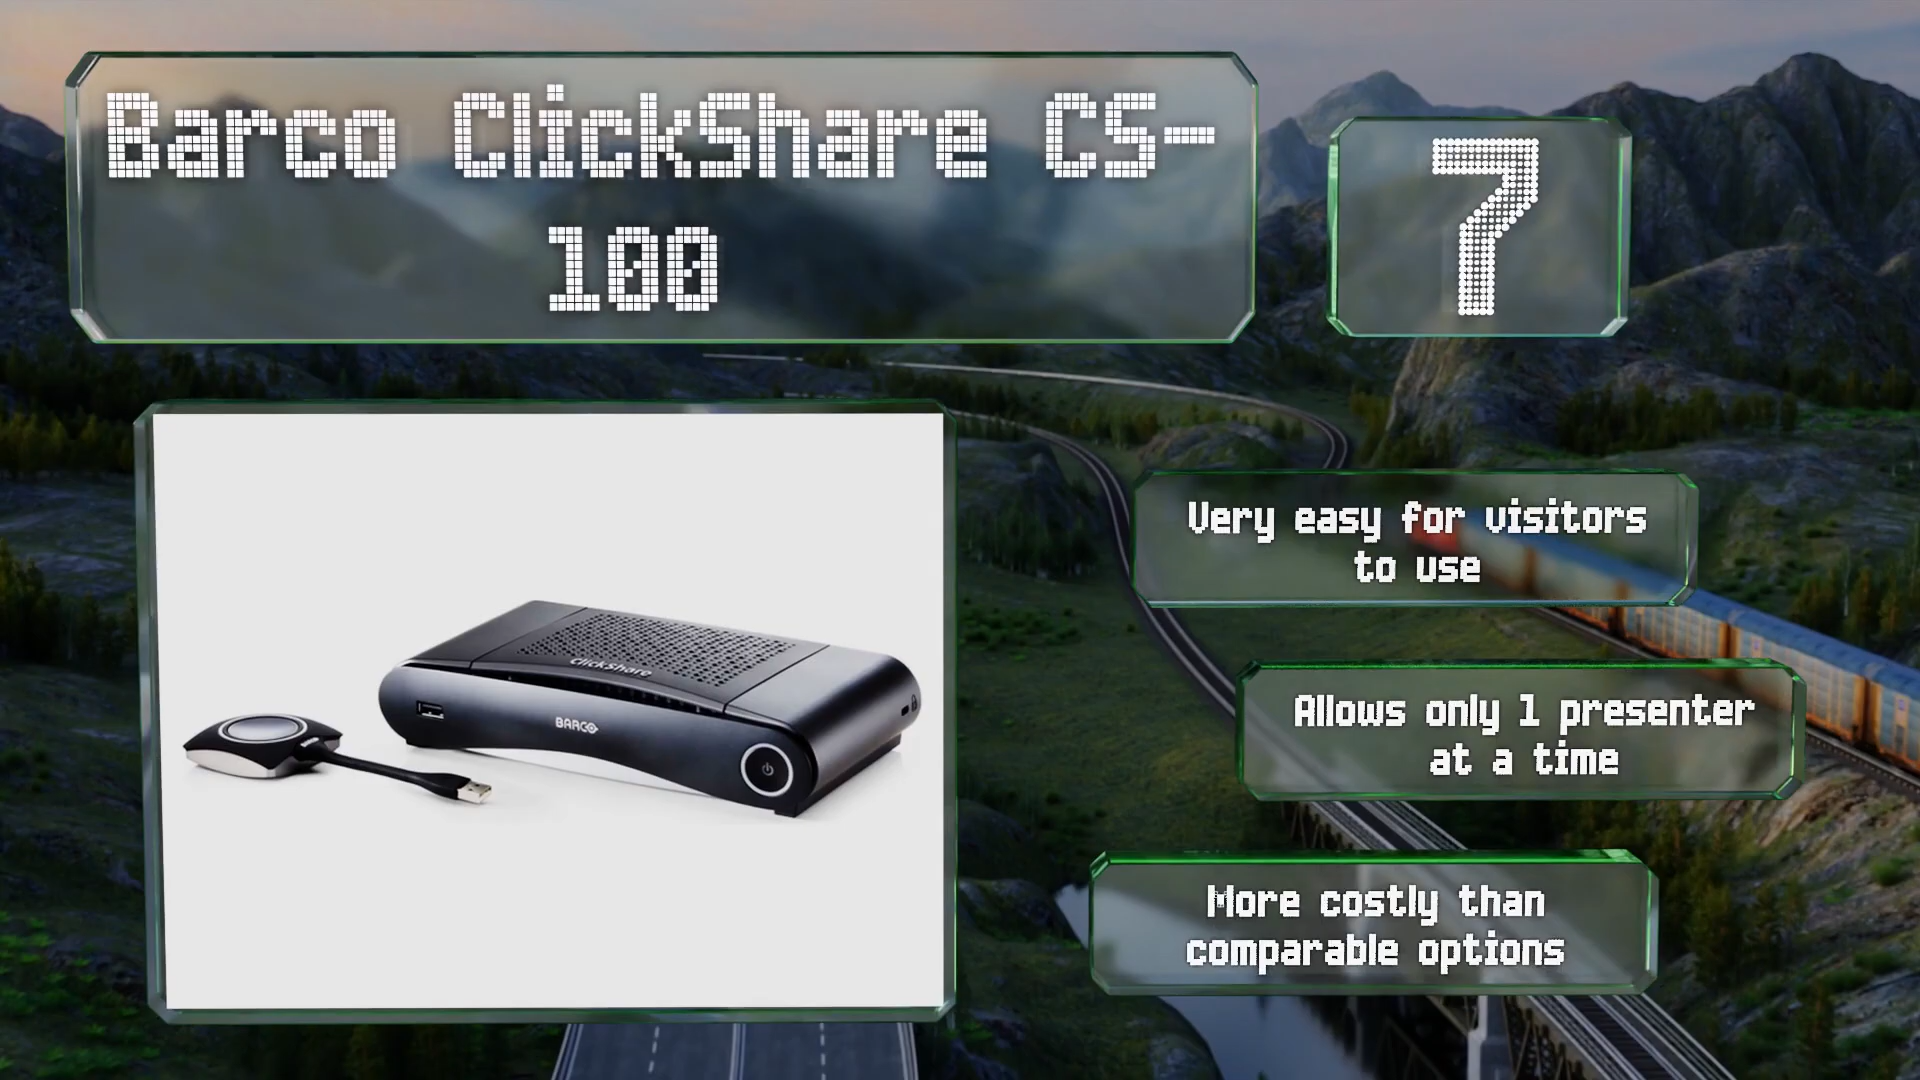 Barco ClickShare CS-
100
7
Very easy for visitors
to use
Allows only 1 presenter
at a time
More costly than
comparable options
ClickShare
BARCO